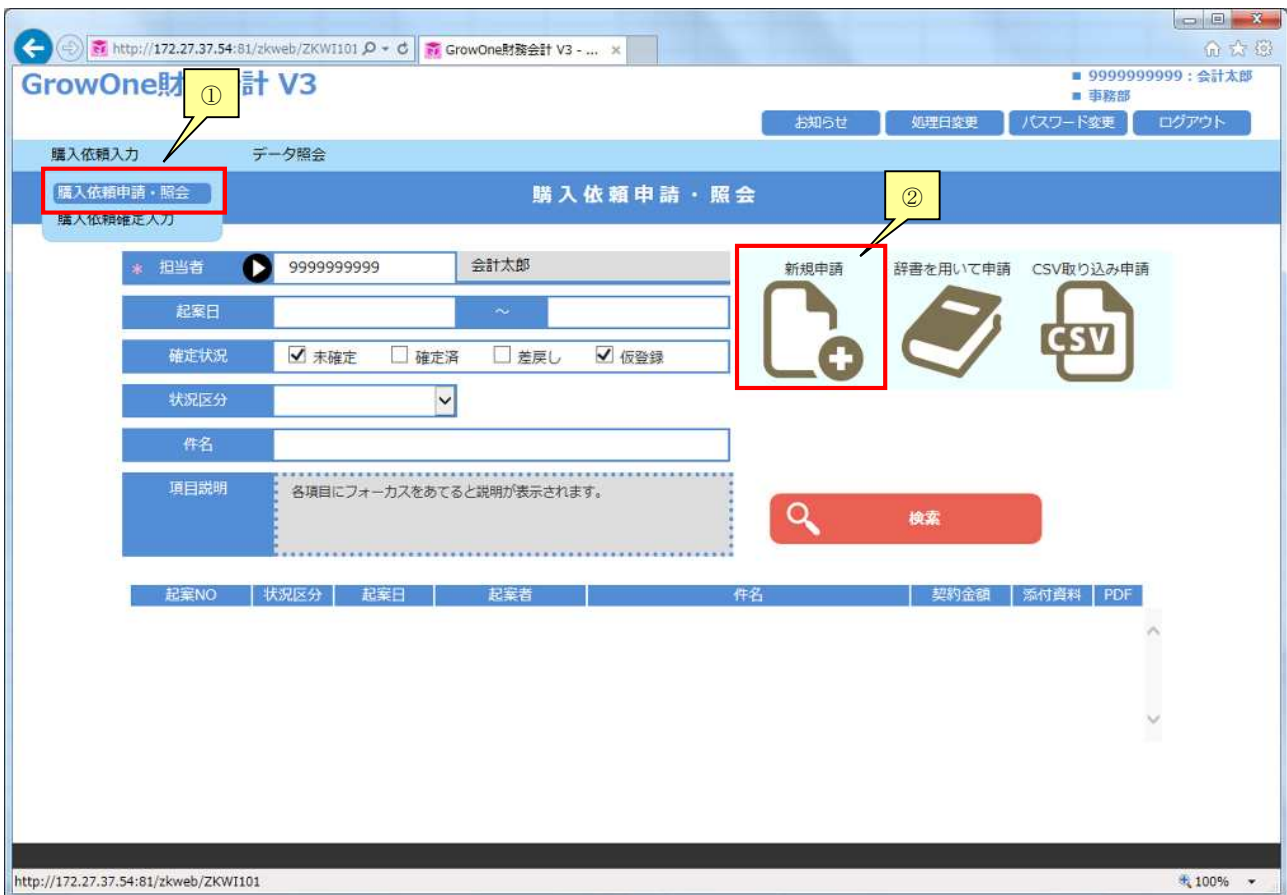 http://172.27.37.54:81/zkweb/ZKWI101
GrowOne財務会計 V3 - ...
GrowOne財 計 V3
①
■ 9999999999：会計太郎
■ 事務部
お知らせ 処理日変更 パスワード変更 ログアウト
購入依頼入力 データ照会
購入依頼申請・照会
購入依頼申請・照会
購入依頼確定入力
②
* 担当者 9999999999 会計太郎
新規申請 辞書を用いて申請 CSV取り込み申請
起案日 ～
CSV
確定状況 未確定 確定済 差戻し 仮登録
状況区分
件名
項目説明 各項目にフォーカスをあてると説明が表示されます。
検索
起案NO 状況区分 起案日 起案者 件名 契約金額 添付資料 PDF
http://172.27.37.54:81/zkweb/ZKWI101
100%